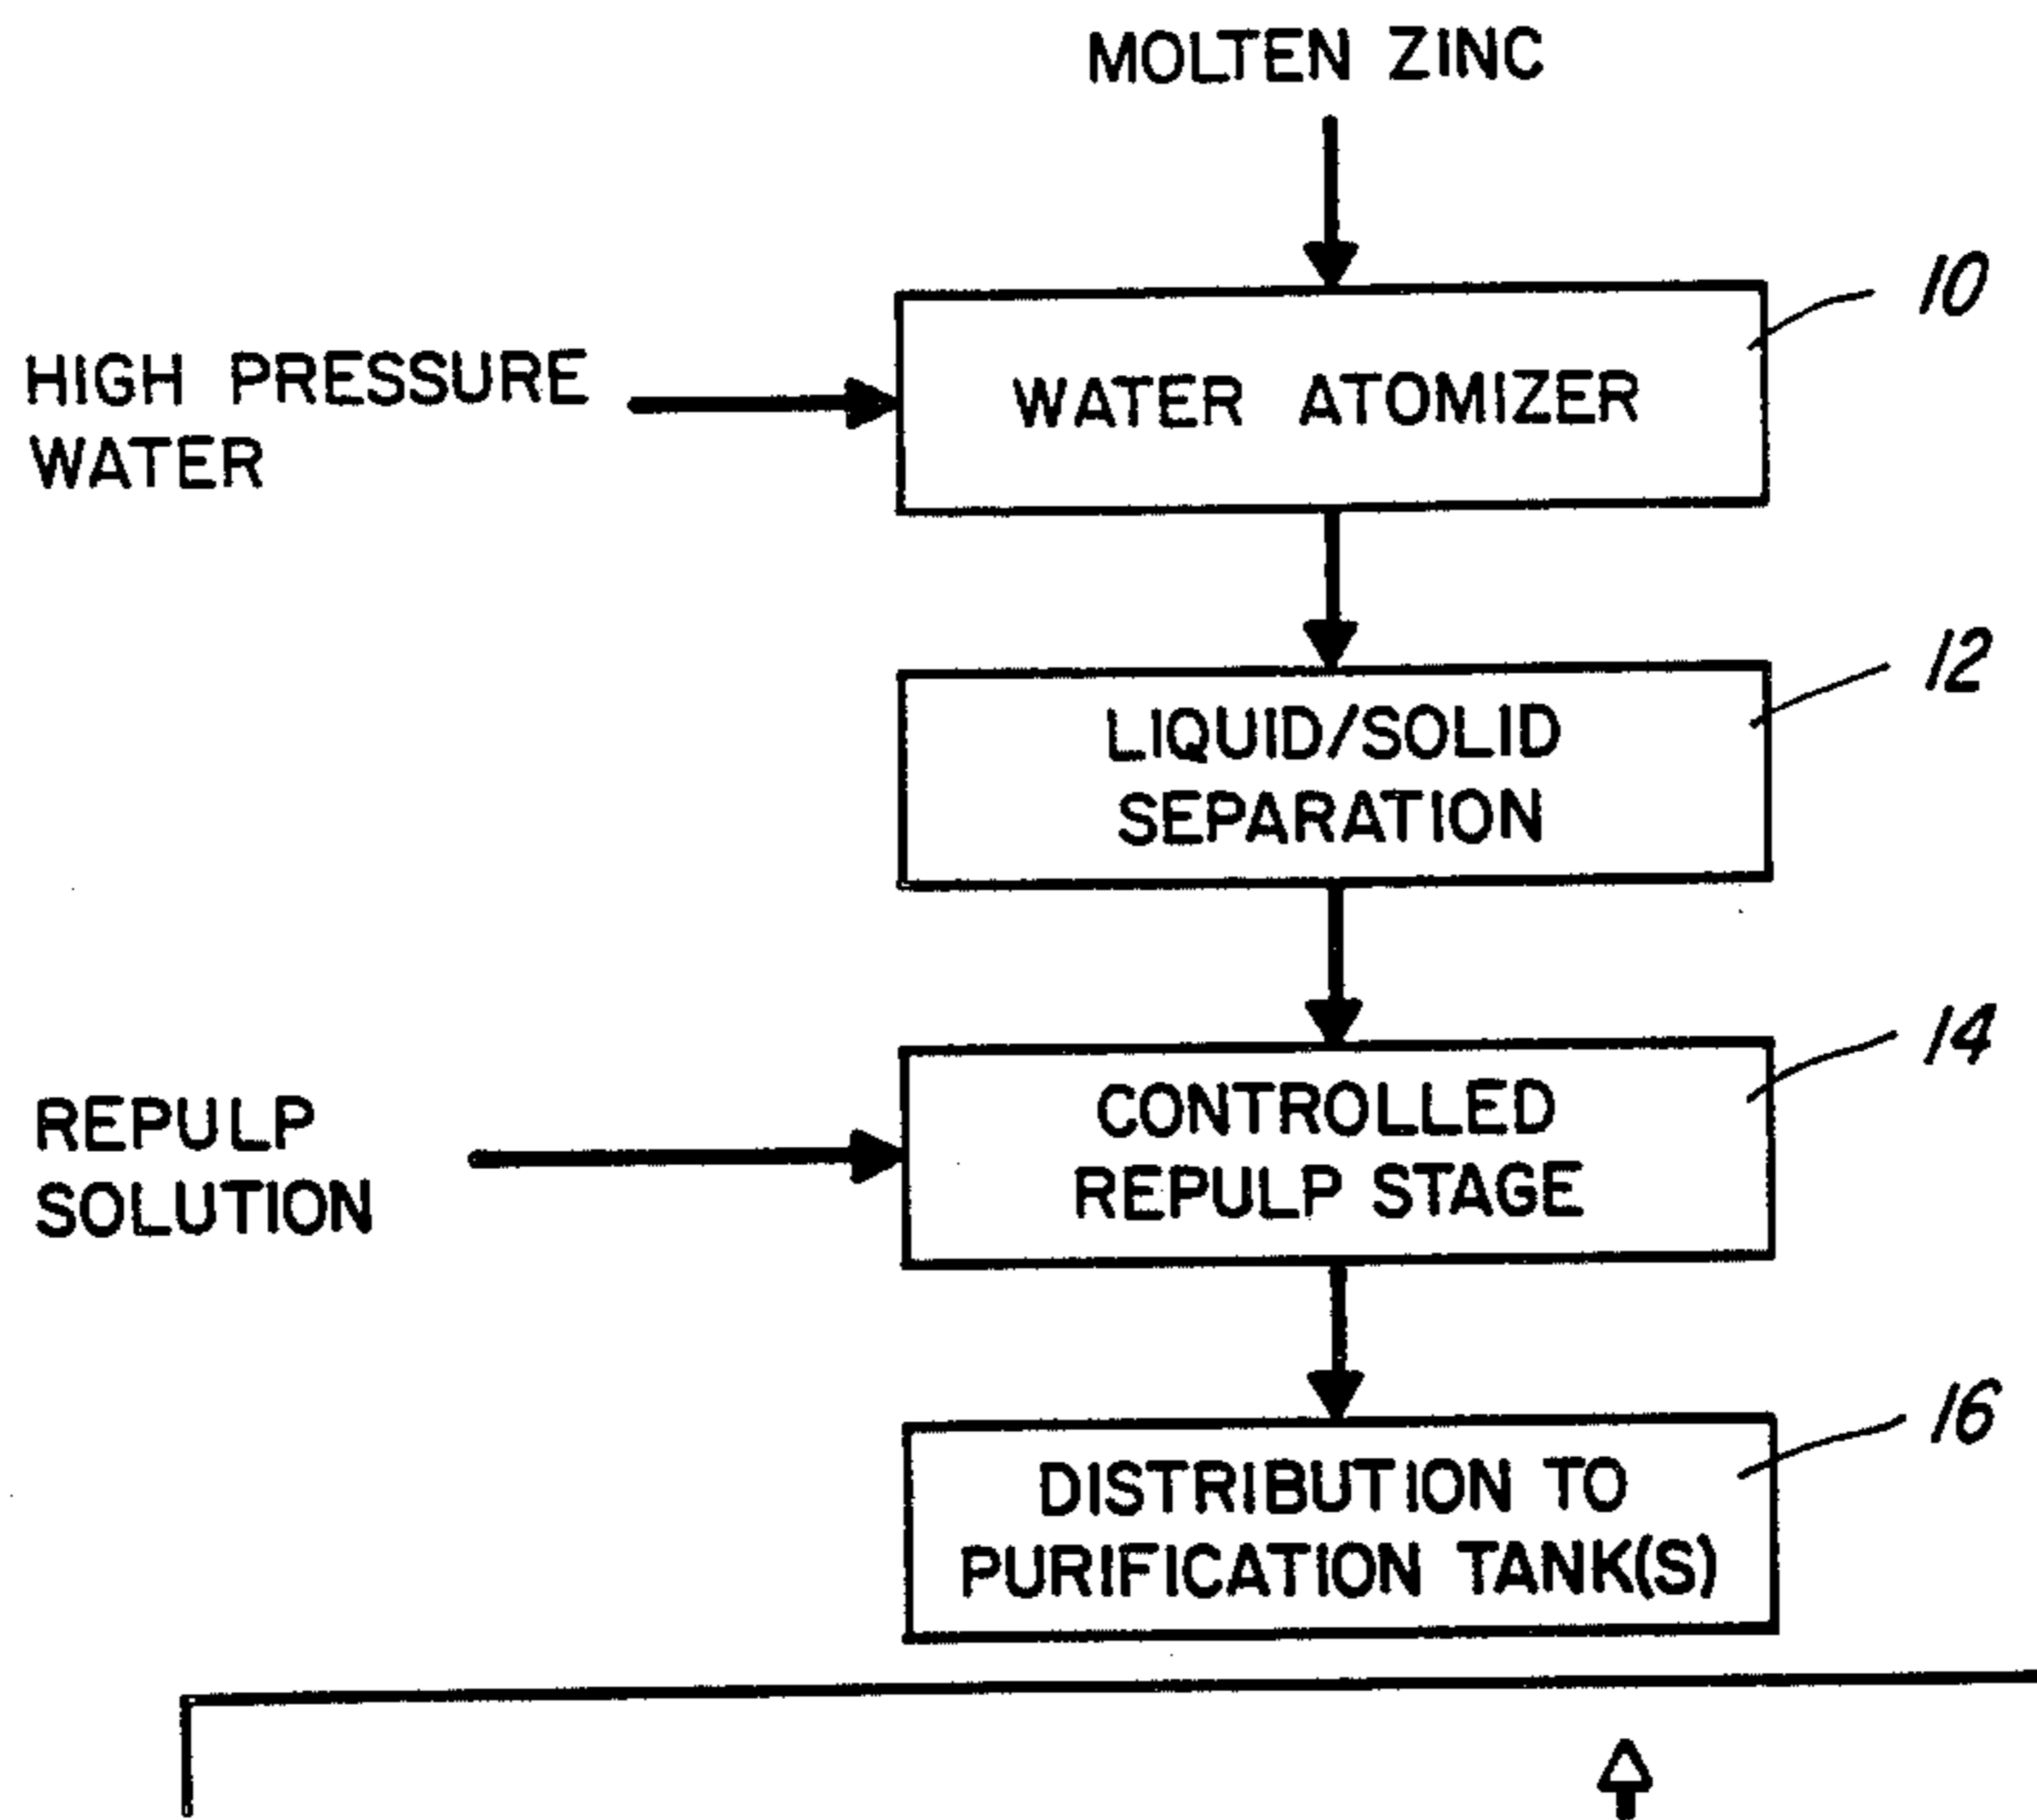 MOLTEN ZINC
10
HIGH PRESSURE
WATER
WATER ATOMIZER
12
LIQUID/SOLID
SEPARATION
14
REPULP
SOLUTION
CONTROLLED
REPULP STAGE
16
DISTRIBUTION TO
PURIFICATION TANK(S)